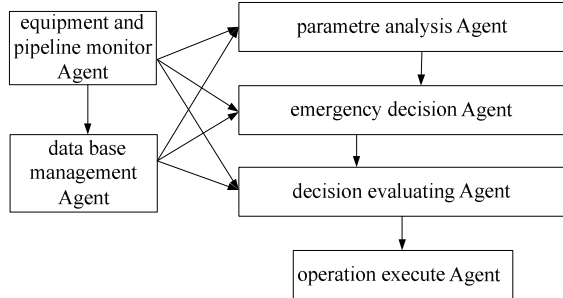 equipment and
pipeline monitor
Agent
parametre analysis Agent
emergency decision Agent
data base
management
Agent
decision evaluating Agent
operation execute Agent